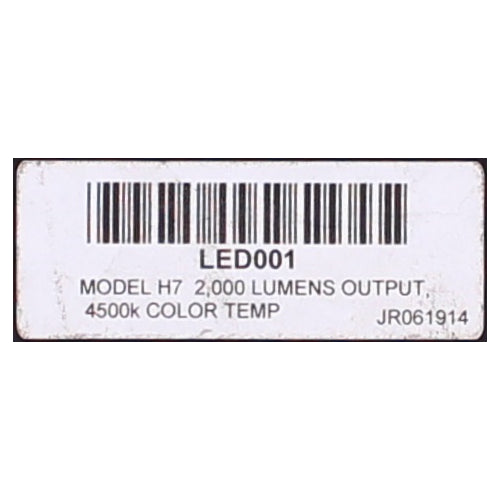 LED001
MODEL H7 2,000 LUMENS OUTPUT
4500k COLOR TEMP
JR061914